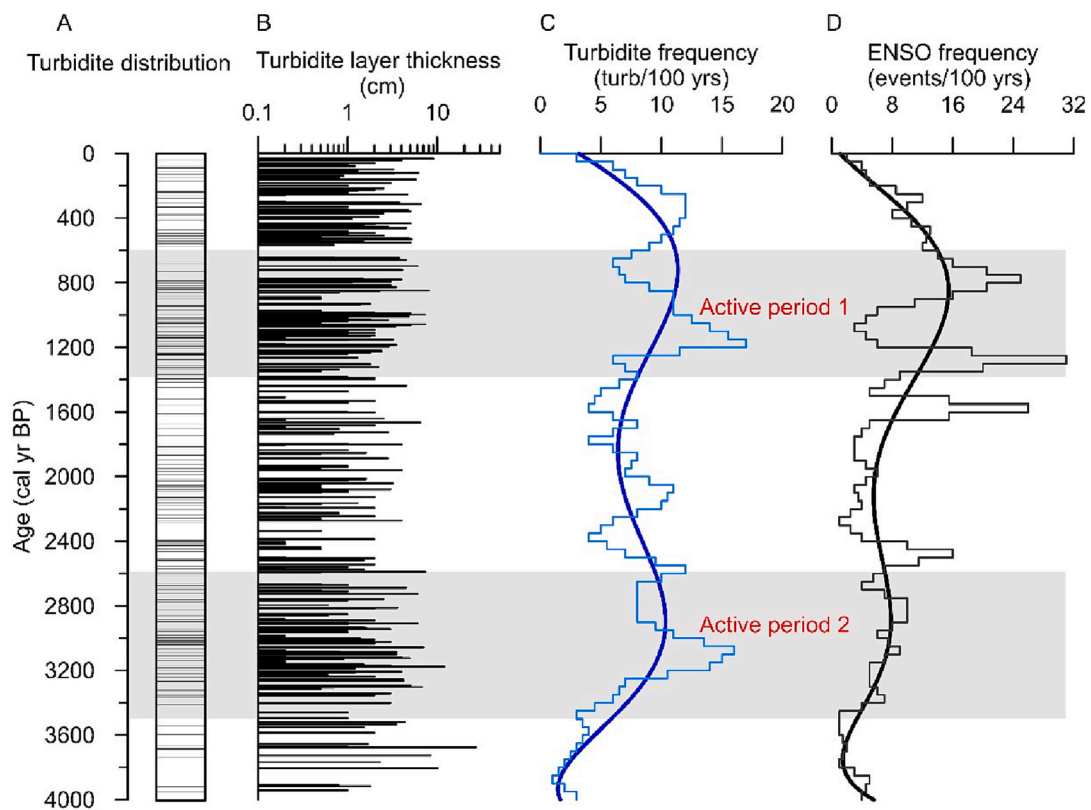 A
B
C
D
Turbidite distribution
Turbidite layer thickness
(cm)
Turbidite frequency
(turb/100 yrs)
ENSO frequency
(events/100 yrs)
0.1 1 10
0 5 10 15 20
0 8 16 24 32
Age (cal yr BP)
0
400
800
1200
1600
2000
2400
2800
3200
3600
4000
Active period 1
Active period 2